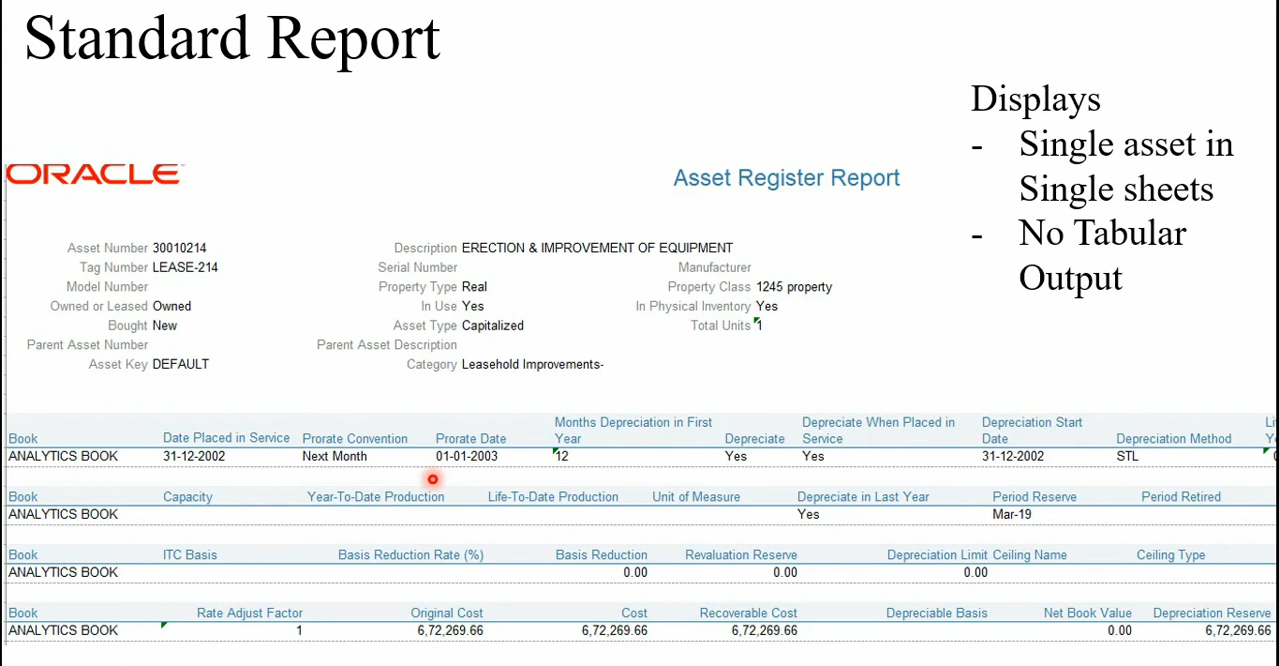 Standard Report
Displays
- Single asset in
Single sheets
- No Tabular
Output
ORACLE
Asset Register Report
Asset Number 30010214 Description ERECTION & IMPROVEMENT OF EQUIPMENT
Tag Number LEASE-214 Serial Number Manufacturer
Model Number Property Type Real Property Class 1245 property
Owned or Leased Owned In Use Yes In Physical Inventory Yes
Bought New Asset Type Capitalized Total Units 1
Parent Asset Number Parent Asset Description
Asset Key DEFAULT Category Leasehold Improvements-
Months Depreciation in First Depreciate When Placed in Depreciation Start
Book Date Placed in Service Prorate Convention Prorate Date Year Depreciate Service Date Depreciation Method
ANALYTICS BOOK 31-12-2002 Next Month 01-01-2003 12 Yes Yes 31-12-2002 STL
Book Capacity Year-To-Date Production Life-To-Date Production Unit of Measure Depreciate in Last Year Period Reserve Period Retired
ANALYTICS BOOK Yes Mar-19
Book ITC Basis Basis Reduction Rate (%) Basis Reduction Revaluation Reserve Depreciation Limit Ceiling Name Ceiling Type
ANALYTICS BOOK 0.00 0.00 0.00
Book Rate Adjust Factor Original Cost Cost Recoverable Cost Depreciable Basis Net Book Value Depreciation Reserve
ANALYTICS BOOK 1 6,72,269.66 6,72,269.66 6,72,269.66 0.00 6,72,269.66